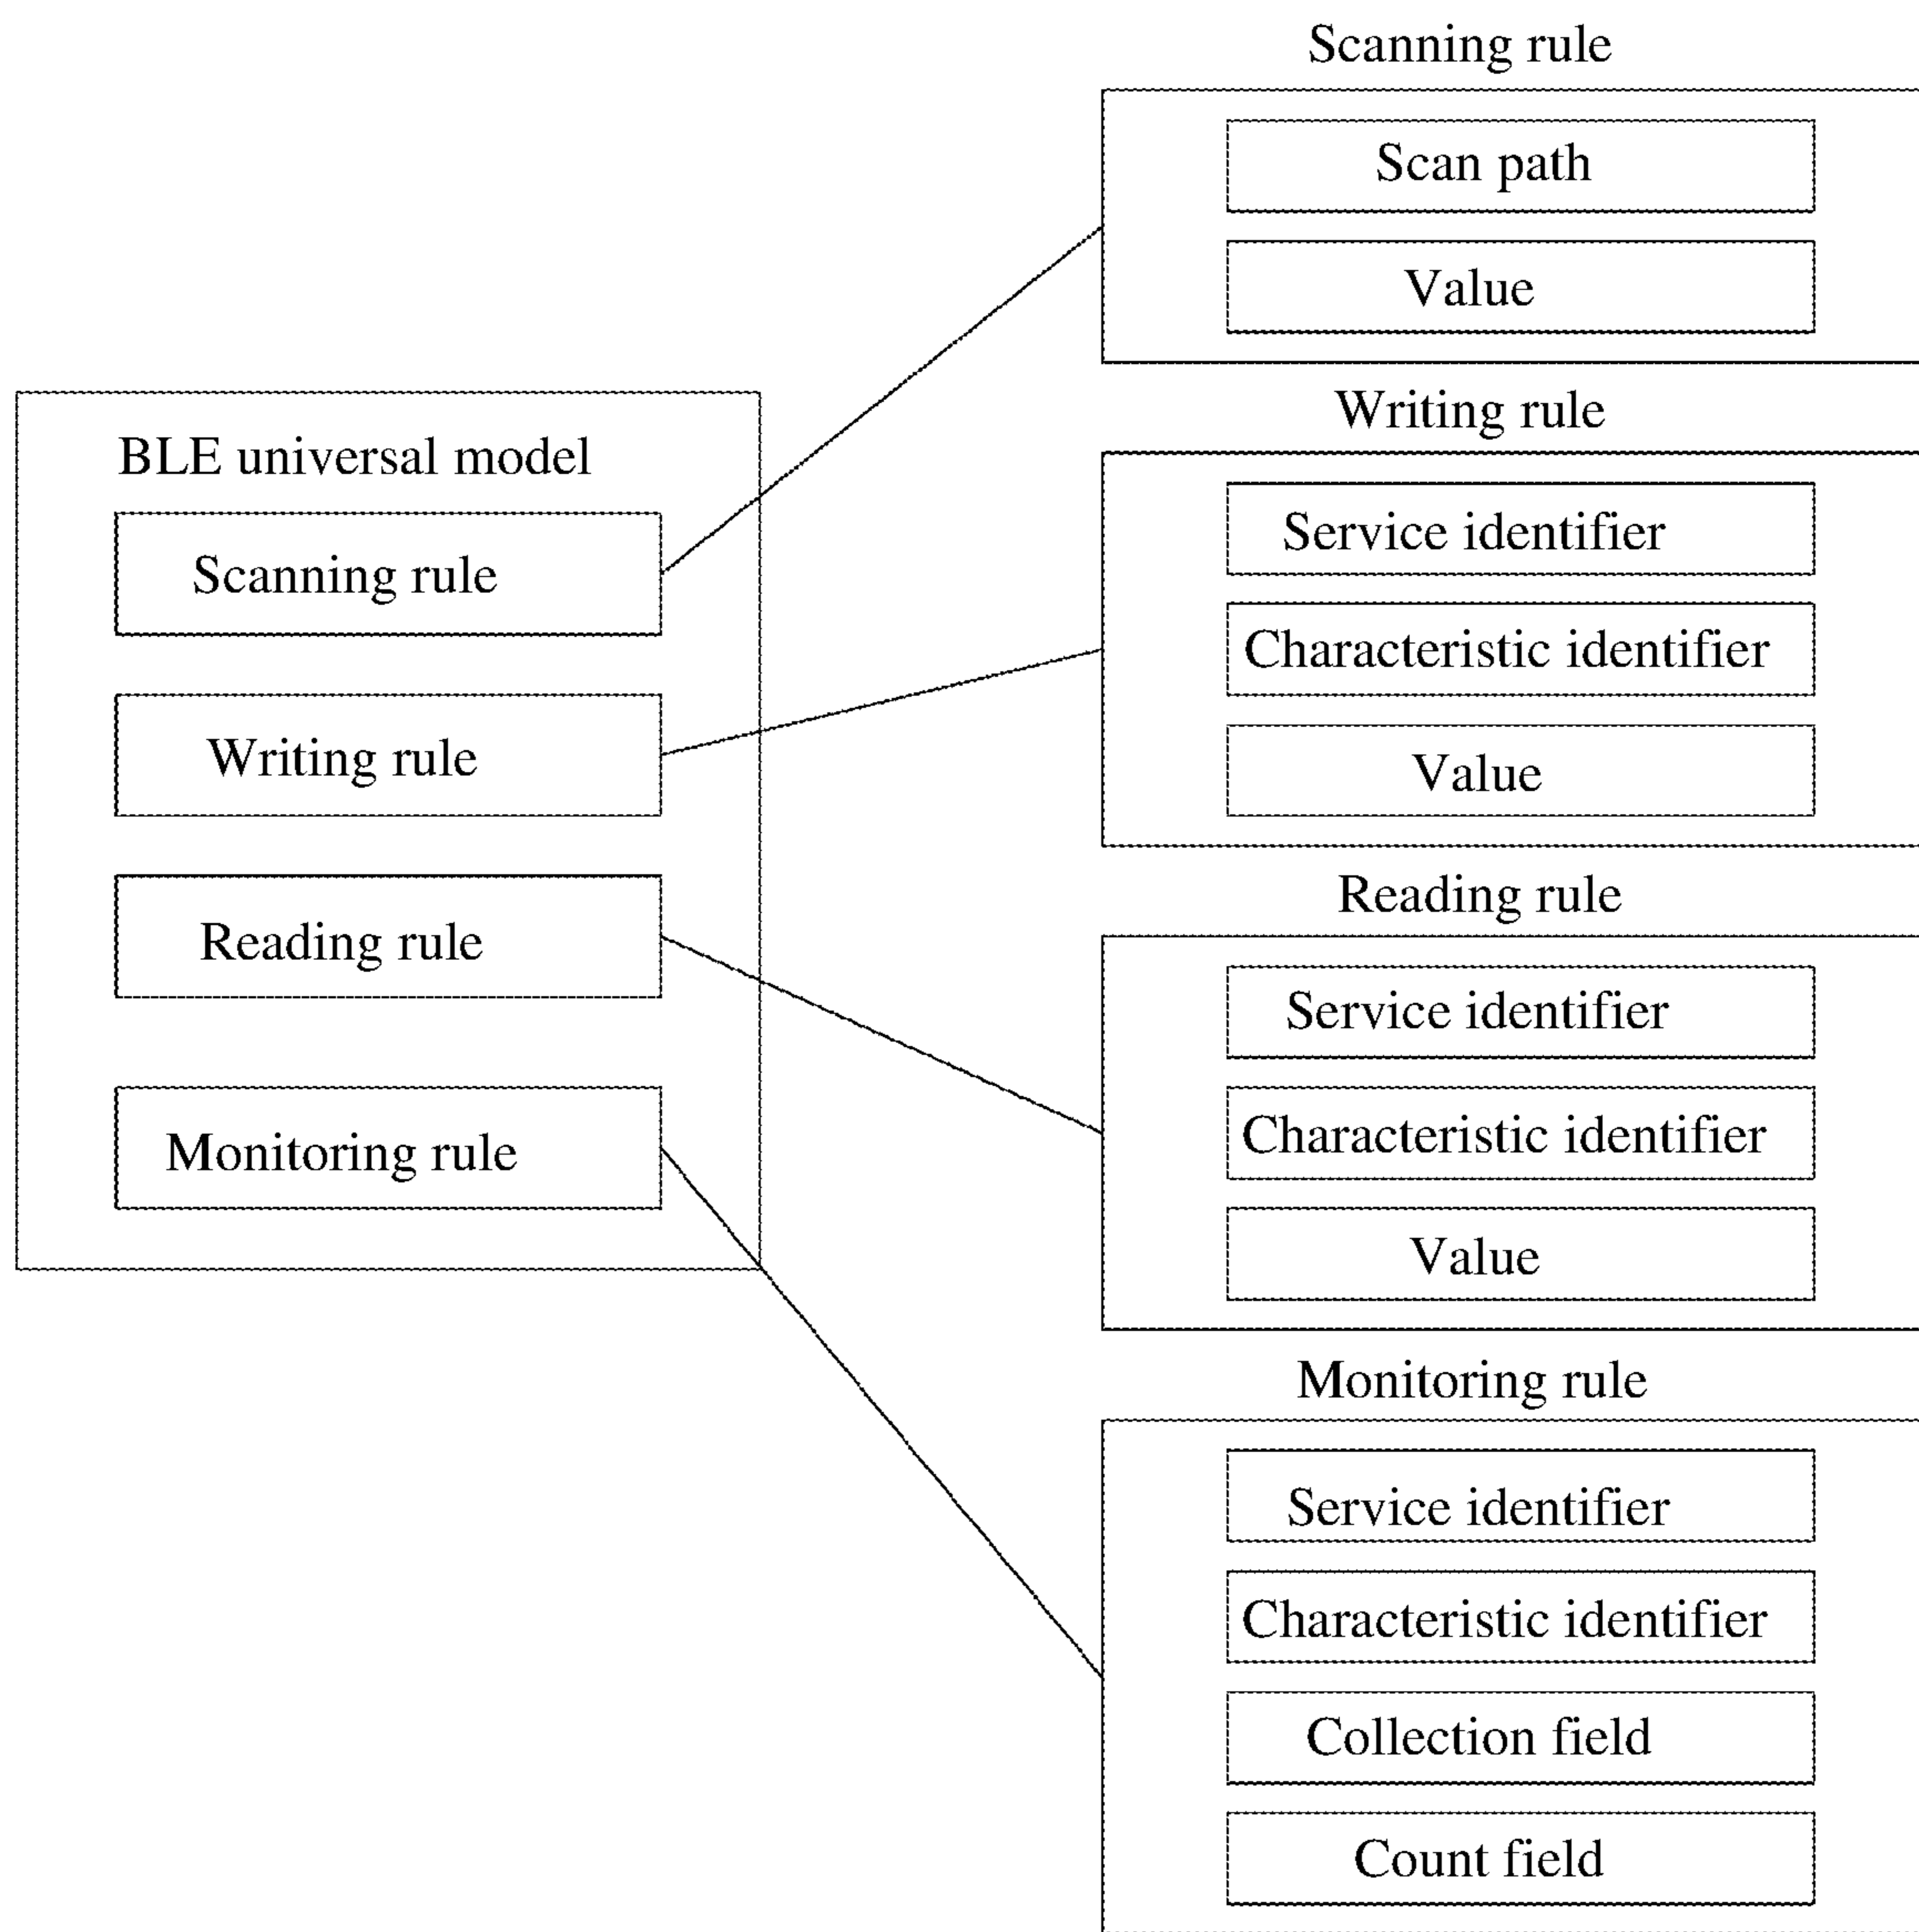 BLE universal model
Scanning rule
Writing rule
Reading rule
Monitoring rule
Scanning rule
Scan path
Value
Writing rule
Service identifier
Characteristic identifier
Value
Reading rule
Service identifier
Characteristic identifier
Value
Monitoring rule
Service identifier
Characteristic identifier
Collection field
Count field